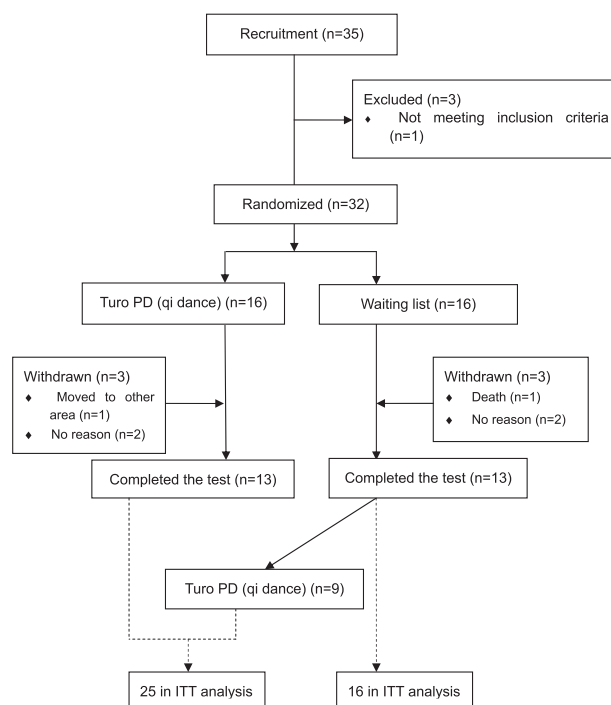 Recruitment (n=35)
Excluded (n=3)
♦ Not meeting inclusion criteria
(n=1)
Randomized (n=32)
Turo PD (qi dance) (n=16)
Waiting list (n=16)
Withdrawn (n=3)
♦ Moved to other
area (n=1)
♦ No reason (n=2)
Withdrawn (n=3)
♦ Death (n=1)
♦ No reason (n=2)
Completed the test (n=13)
Completed the test (n=13)
Turo PD (qi dance) (n=9)
25 in ITT analysis
16 in ITT analysis